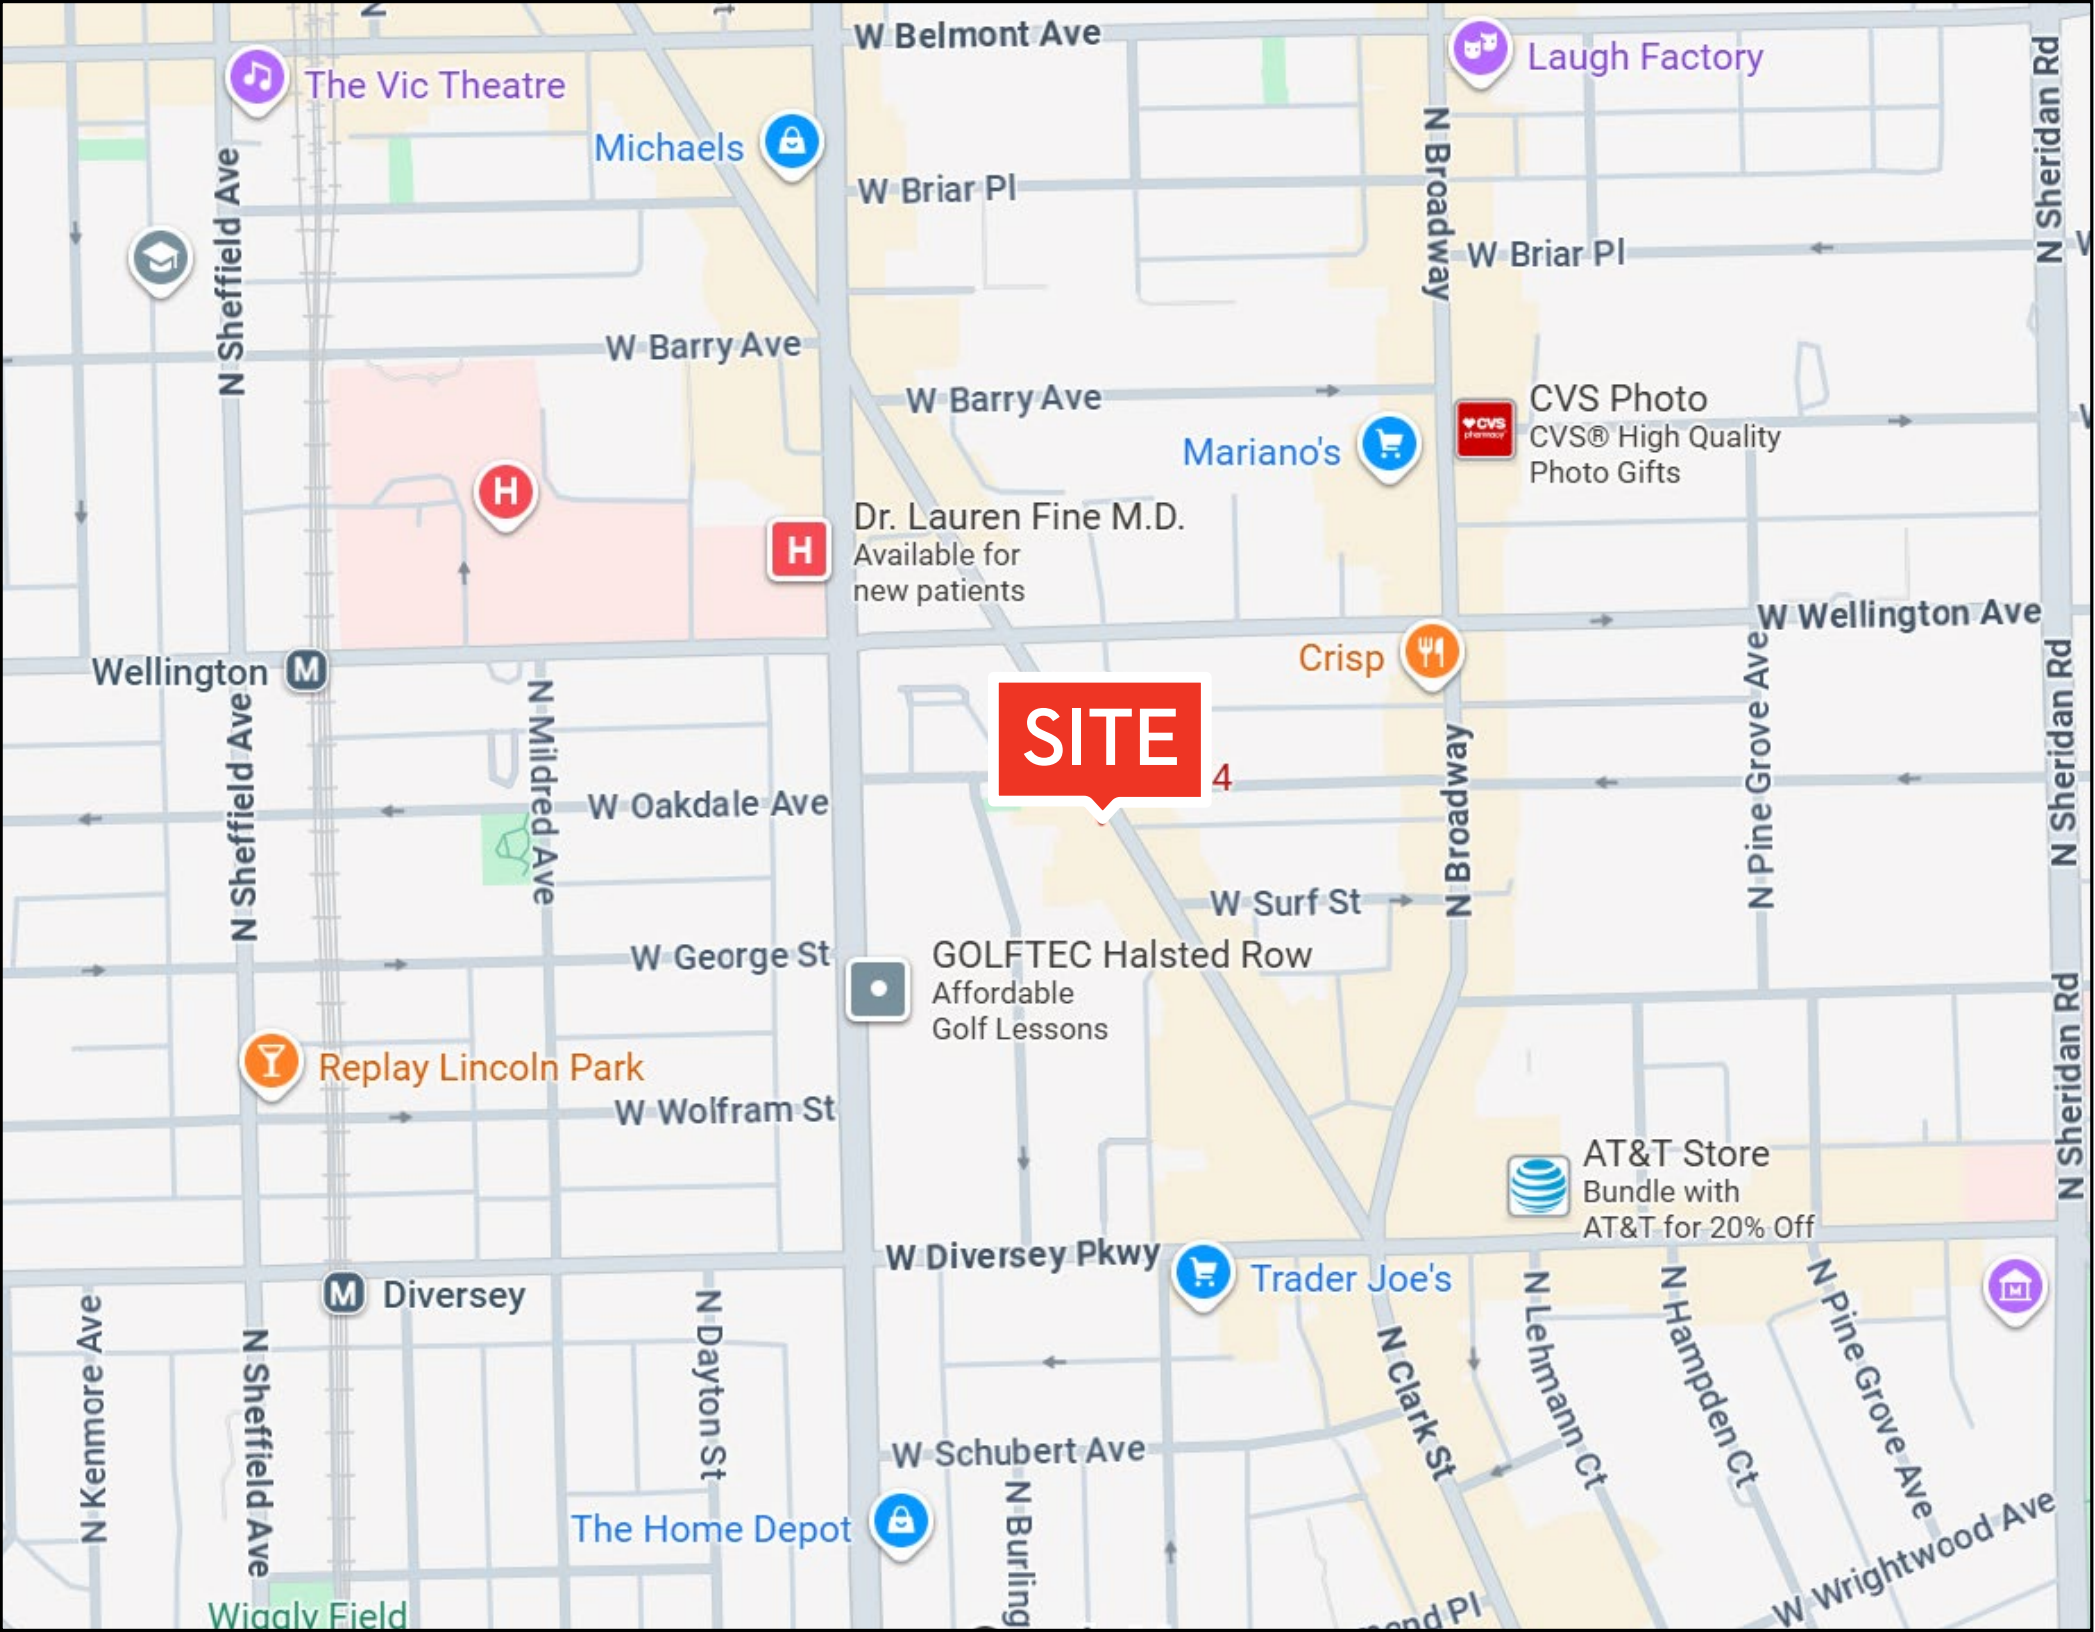 W Belmont Ave
The Vic Theatre
Laugh Factory
N Sheridan Rd
Michaels
N Broadway
W Briar Pl
N Sheffield Ave
W Briar Pl
W Barry Ave
W Barry Ave
Mariano's
CVS Photo
CVS® High Quality
Photo Gifts
♥CVS
pharmacy
H
H
Dr. Lauren Fine M.D.
Available for
new patients
W Wellington Ave
Wellington
M
Crisp
N Sheffield Ave
N Mildred Ave
SITE
4
N Broadway
N Pine Grove Ave
N Sheridan Rd
W Oakdale Ave
W Surf St
W George St
GOLFTEC Halsted Row
Affordable
Golf Lessons
Replay Lincoln Park
N Sheridan Rd
W Wolfram St
AT&T Store
Bundle with
AT&T for 20% Off
W Diversey Pkwy
Trader Joe's
M
Diversey
N Kenmore Ave
N Sheffield Ave
N Dayton St
N Clark St
N Lehmann Ct
N Hampden Ct
N Pine Grove Ave
W Schubert Ave
N Burling
The Home Depot
W Wrightwood Ave
Wiggly Field
Pl